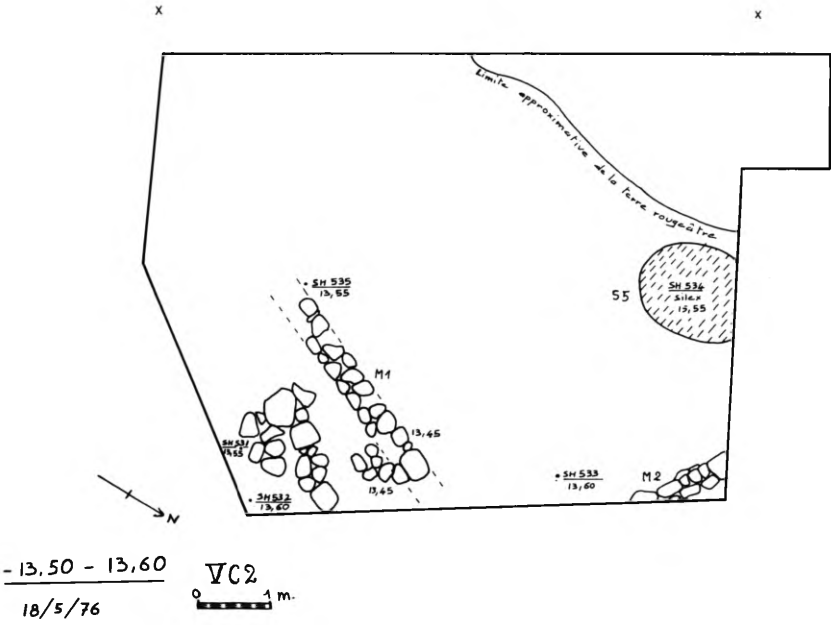 x
x
Limite approximative de la terre rougeâtre
SH 535
13,55
S5
SH 534
silex
15,55
M1
13,45
SH 531
13,55
13,45
SH 532
13,60
SH 533
13,60
M2
N
-13,50 - 13,60
18/5/76
VC2
0 1 m.